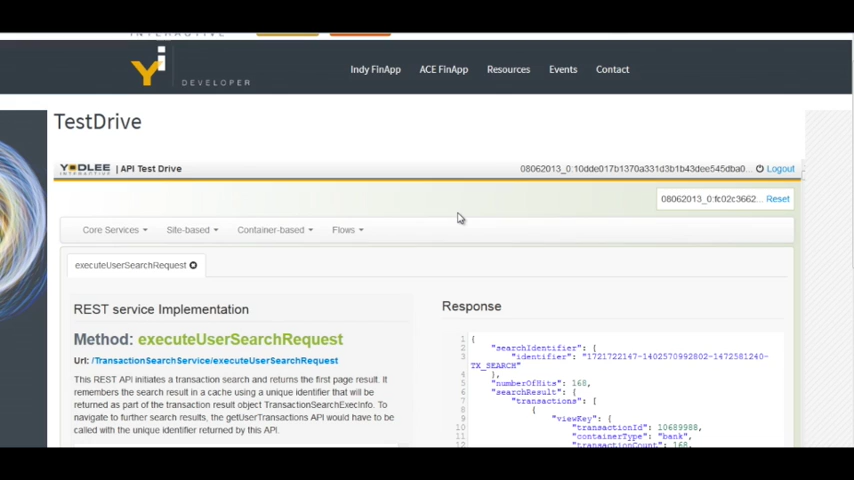 INTERACTIVE
Yi
DEVELOPER
Indy FinApp ACE FinApp Resources Events Contact
TestDrive
YODLEE INTERACTIVE | API Test Drive 08062013_0:10dde017b1370a331d3b1b43dee545dba0... Logout
08062013_0:fc02c3662... Reset
Core Services Site-based Container-based Flows
executeUserSearchRequest
REST service Implementation
Method: executeUserSearchRequest
Url: /TransactionSearchService/executeUserSearchRequest
This REST API initiates a transaction search and returns the first page result. It
remembers the search result in a cache using a unique identifier that will be
returned as part of the transaction result object TransactionSearchExecInfo. To
navigate to further search results, the getUserTransactions API would have to be
called with the unique identifier returned by this API.
Response
1 {
2 "searchIdentifier": {
3 "identifier": "1721722147-1402570992802-1472581240-
TX_SEARCH"
4 },
5 "numberOfHits": 168,
6 "searchResult": {
7 "transactions": [
8 {
9 "viewKey": {
10 "transactionId": 10689988,
11 "containerType": "bank",
12 "transactionCount": 168,